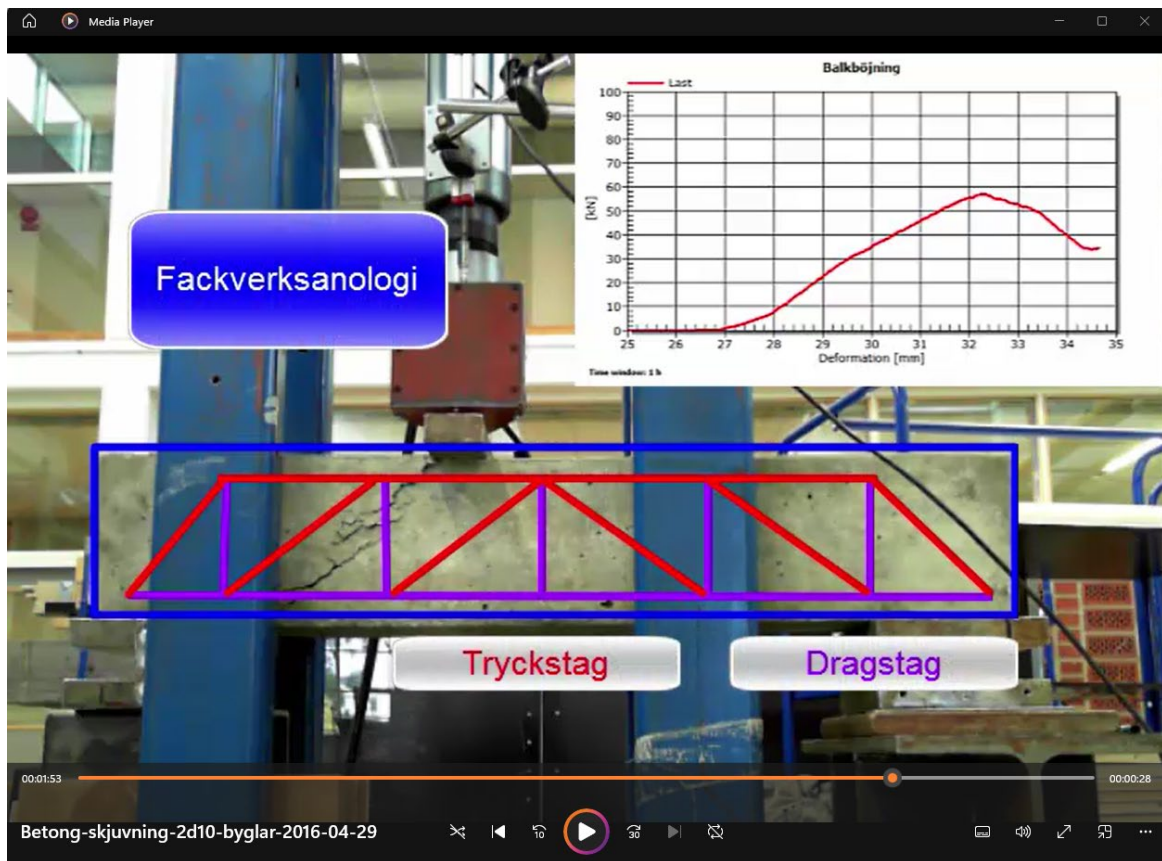 Media Player
Balkböjning
Last
100
90
80
70
60
50
40
30
20
10
0
[kN]
25 26 27 28 29 30 31 32 33 34 35
Deformation [mm]
Time window: 1 h
Fackverksanologi
Tryckstag
Dragstag
00:01:53
00:00:28
Betong-skjuvning-2d10-byglar-2016-04-29
10
30